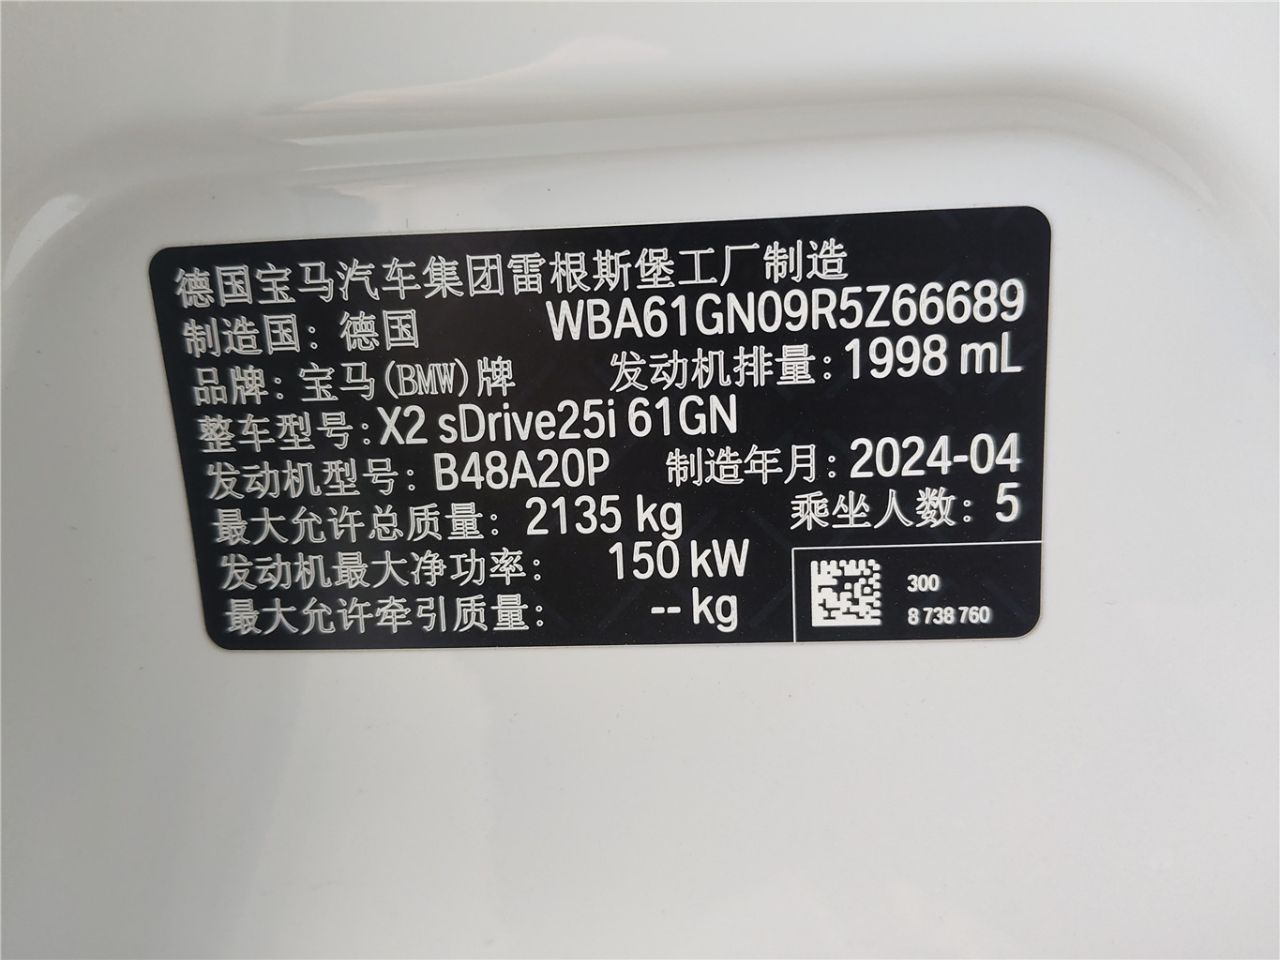 德国宝马汽车集团雷根斯堡工厂制造
制造国: 德国 WBA61GN09R5Z66689
品牌: 宝马(BMW)牌 发动机排量: 1998 mL
整车型号: X2 sDrive25i 61GN
发动机型号: B48A20P 制造年月: 2024-04
最大允许总质量: 2135 kg 乘坐人数: 5
发动机最大净功率: 150 kW
最大允许牵引质量: -- kg
300
8 738 760